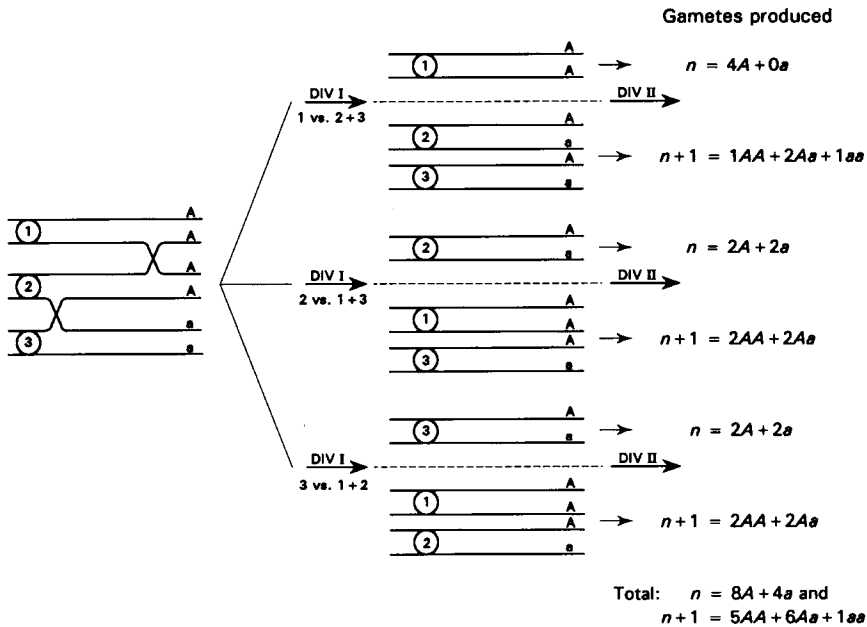 Gametes produced
A
1
A
n = 4A + 0a
DIV I
DIV II
1 vs. 2 + 3
A
2
a
A
n + 1 = 1AA + 2Aa + 1aa
3
a
A
1
A
A
2
A
a
3
a
A
2
a
n = 2A + 2a
DIV I
DIV II
2 vs. 1 + 3
A
1
A
A
n + 1 = 2AA + 2Aa
3
a
A
3
a
n = 2A + 2a
DIV I
DIV II
3 vs. 1 + 2
A
1
A
A
n + 1 = 2AA + 2Aa
2
a
Total: n = 8A + 4a and
n + 1 = 5AA + 6Aa + 1aa